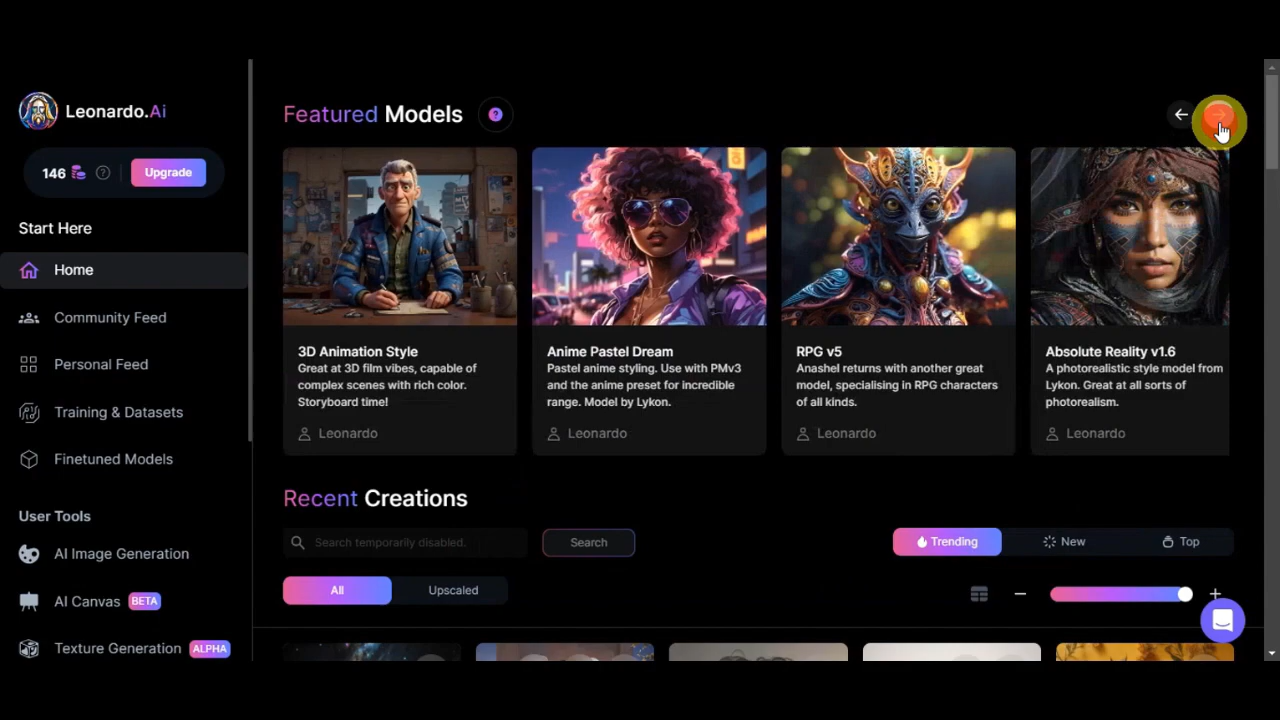 Leonardo.Ai
146 ? Upgrade
Start Here
Home
Community Feed
Personal Feed
Training & Datasets
Finetuned Models
User Tools
AI Image Generation
AI Canvas BETA
Texture Generation ALPHA
Featured Models ?
3D Animation Style
Great at 3D film vibes, capable of
complex scenes with rich color.
Storyboard time!
Leonardo
Anime Pastel Dream
Pastel anime styling. Use with PMv3
and the anime preset for incredible
range. Model by Lykon.
Leonardo
RPG v5
Anashel returns with another great
model, specialising in RPG characters
of all kinds.
Leonardo
Absolute Reality v1.6
A photorealistic style model from
Lykon. Great at all sorts of
photorealism.
Leonardo
Recent Creations
Search temporarily disabled. Search Trending New Top
All Upscaled